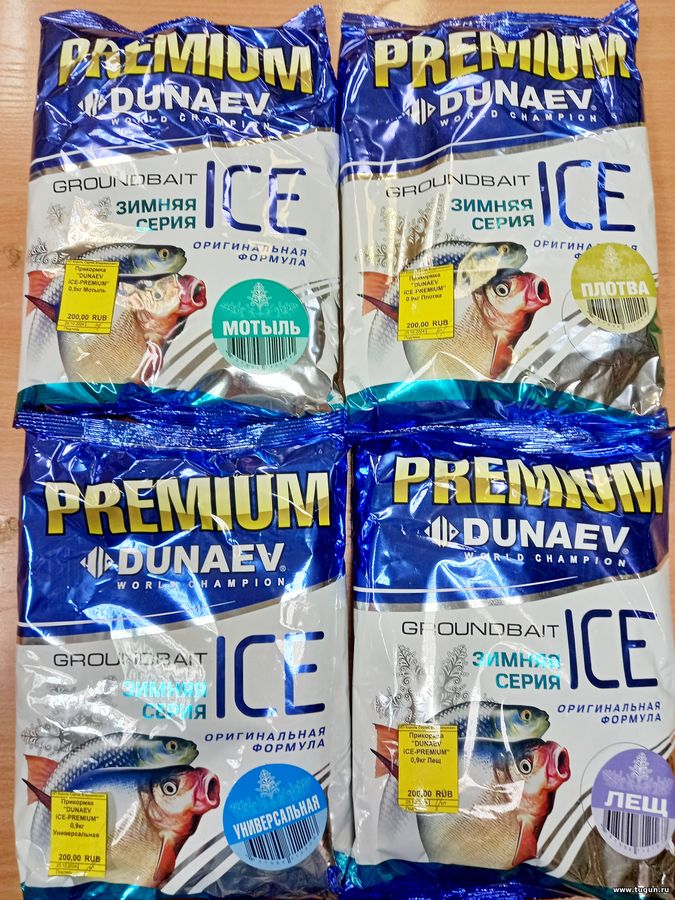 PREMIUM
DUNAEV
WORLD CHAMPION
GROUNDBAIT
ICE
ЗИМНЯЯ
СЕРИЯ
ОРИГИНАЛЬНАЯ
ФОРМУЛА
Прикормка
"DUNAEV
ICE-PREMIUM"
0,9кг Мотыль
200,00 RUB
МОТЫЛЬ
PREMIUM
DUNAEV
WORLD CHAMPION
GROUNDBAIT
ICE
ЗИМНЯЯ
СЕРИЯ
ОРИГИНАЛЬНАЯ
ФОРМУЛА
Прикормка
"DUNAEV
ICE-PREMIUM"
0,9кг Плотва
200,00 RUB
ПЛОТВА
PREMIUM
DUNAEV
WORLD CHAMPION
GROUNDBAIT
ICE
ЗИМНЯЯ
СЕРИЯ
ОРИГИНАЛЬНАЯ
ФОРМУЛА
Прикормка
"DUNAEV
ICE-PREMIUM"
0,9кг
Универсальная
200,00 RUB
УНИВЕРСАЛЬНАЯ
PREMIUM
DUNAEV
WORLD CHAMPION
GROUNDBAIT
ICE
ЗИМНЯЯ
СЕРИЯ
ОРИГИНАЛЬНАЯ
ФОРМУЛА
Прикормка
"DUNAEV
ICE-PREMIUM"
0,9кг Лещ
200,00 RUB
ЛЕЩ
www.tugun.ru